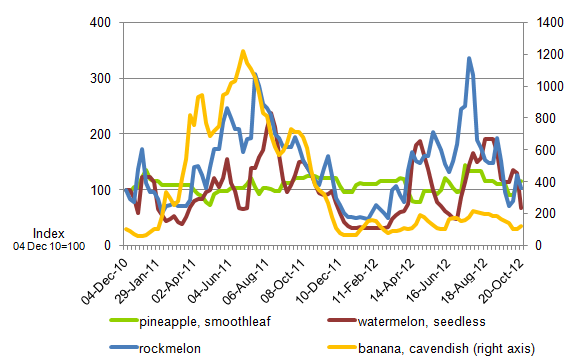 400
300
200
100
0
1400
1200
1000
800
600
400
200
0
Index
04 Dec 10=100
04-Dec-10
29-Jan-11
02-Apr-11
04-Jun-11
06-Aug-11
08-Oct-11
10-Dec-11
11-Feb-12
14-Apr-12
16-Jun-12
18-Aug-12
20-Oct-12
pineapple, smoothleaf
watermelon, seedless
rockmelon
banana, cavendish (right axis)